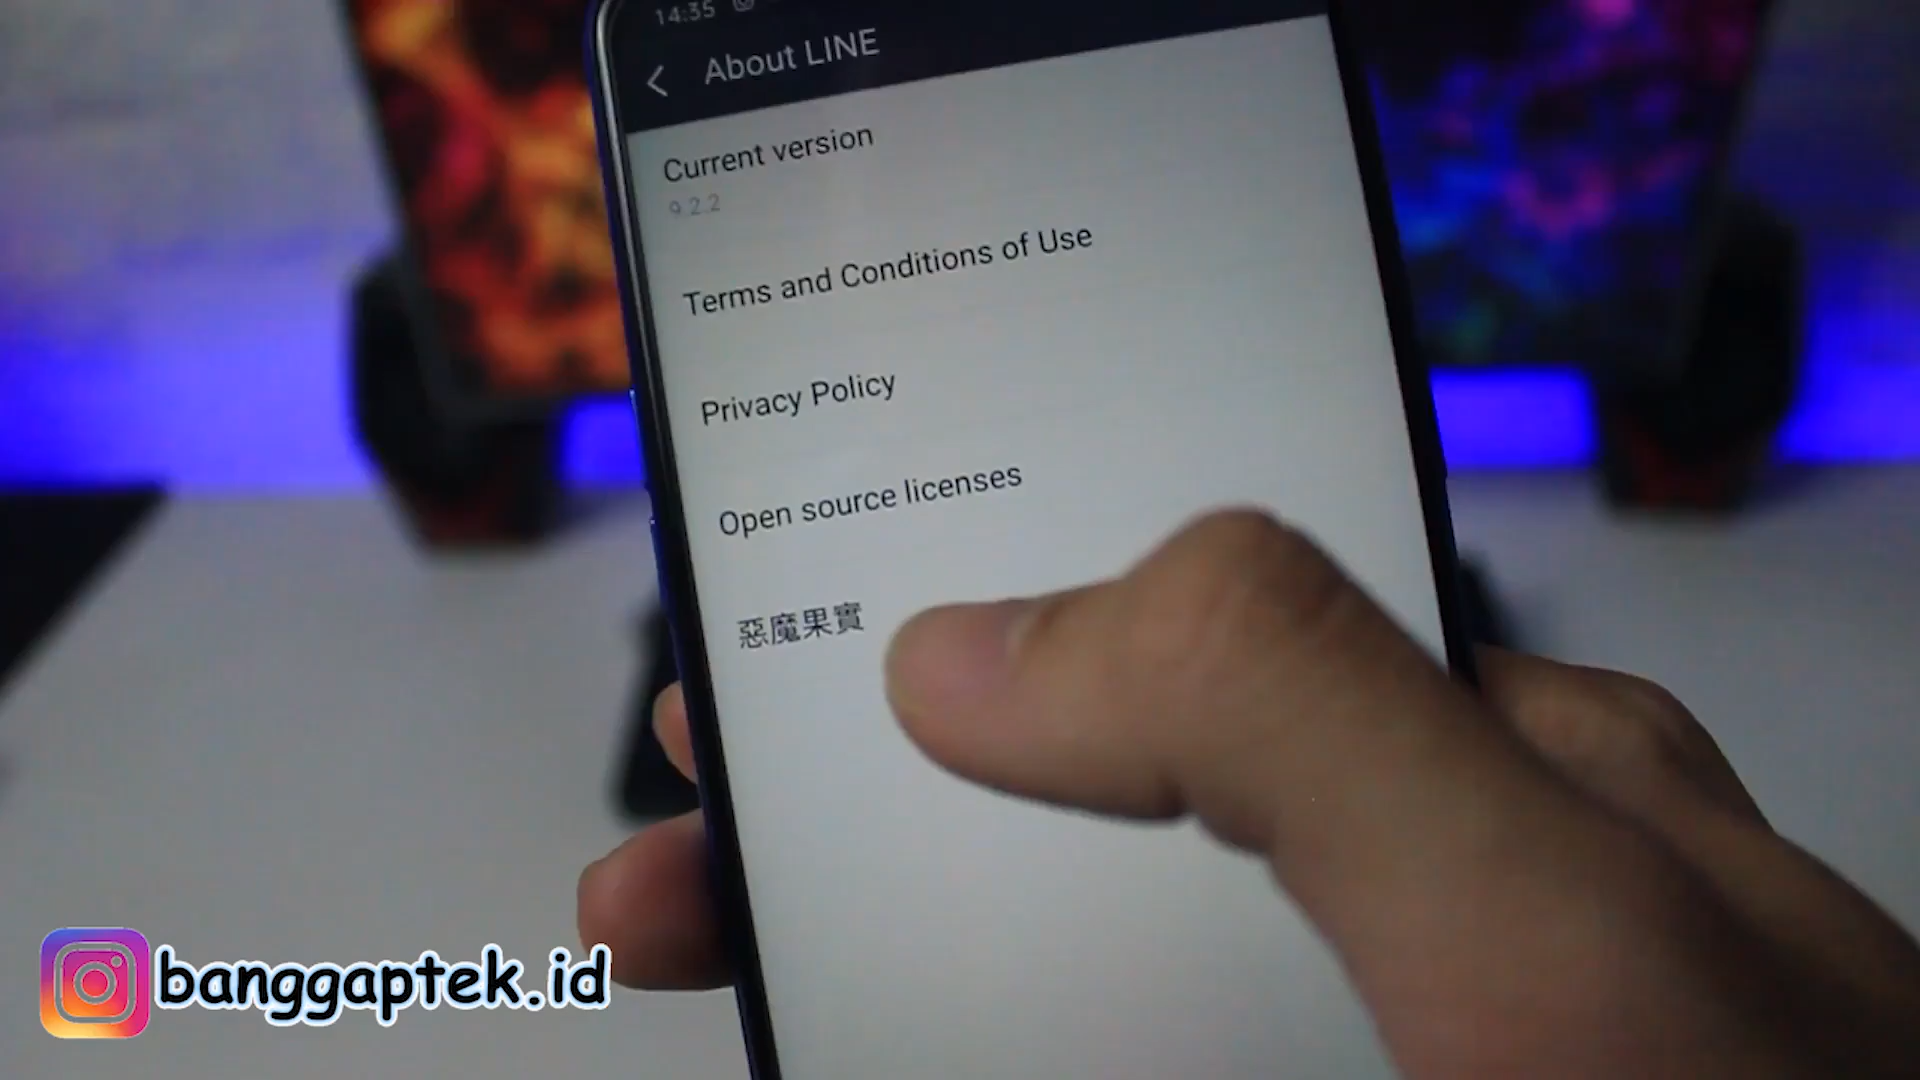 14:35
About LINE
Current version
9.2.2
Terms and Conditions of Use
Privacy Policy
Open source licenses
惡魔果實
banggaptek.id